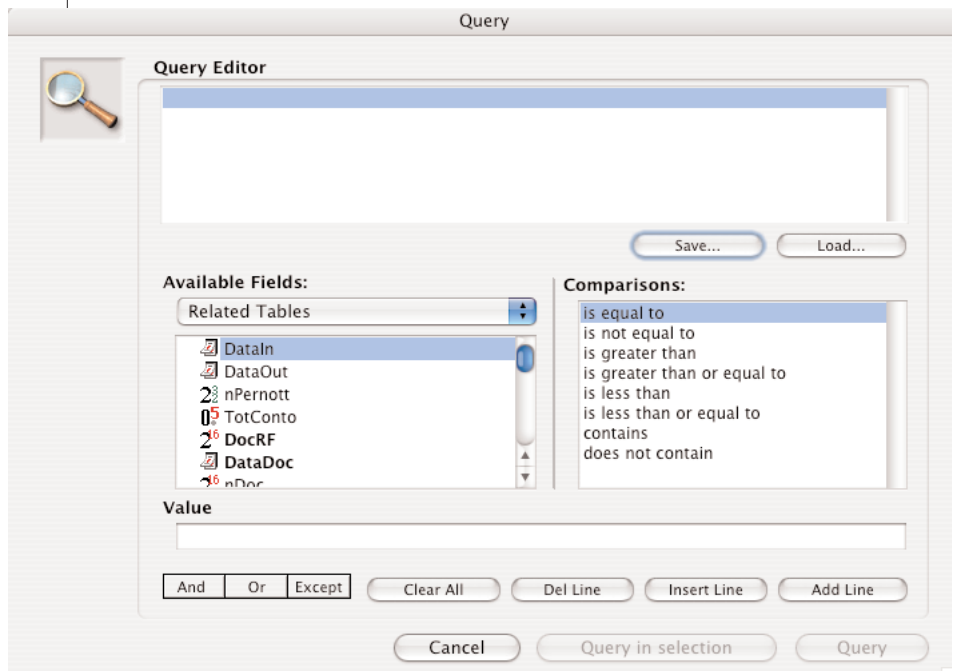 Query
Query Editor
Save...
Load...
Available Fields:
Related Tables
DataIn
DataOut
nPernott
TotConto
DocRF
DataDoc
nDoc
Comparisons:
is equal to
is not equal to
is greater than
is greater than or equal to
is less than
is less than or equal to
contains
does not contain
Value
And Or Except Clear All Del Line Insert Line Add Line
Cancel Query in selection Query